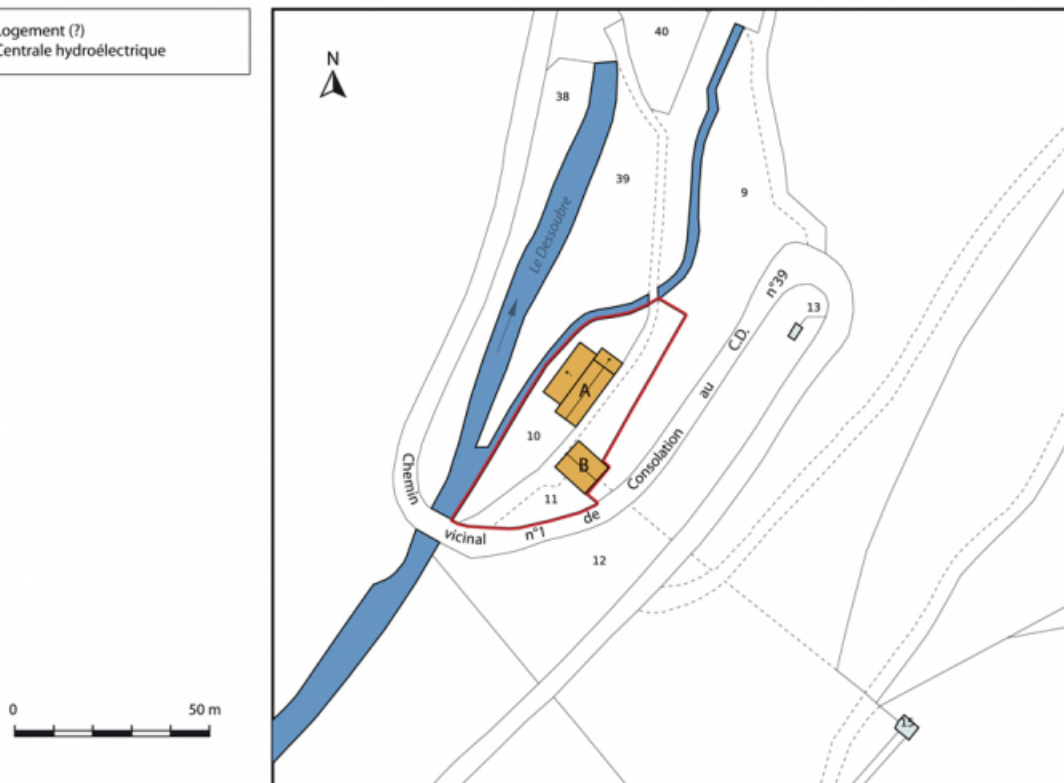 Logement (?)
Centrale hydroélectrique
N
40
38
39
9
Le Dessoubre
n°39
13
C.D.
A
au
10
B
Consolation
Chemin
11
de
vicinal
n°1
12
15
0 50 m